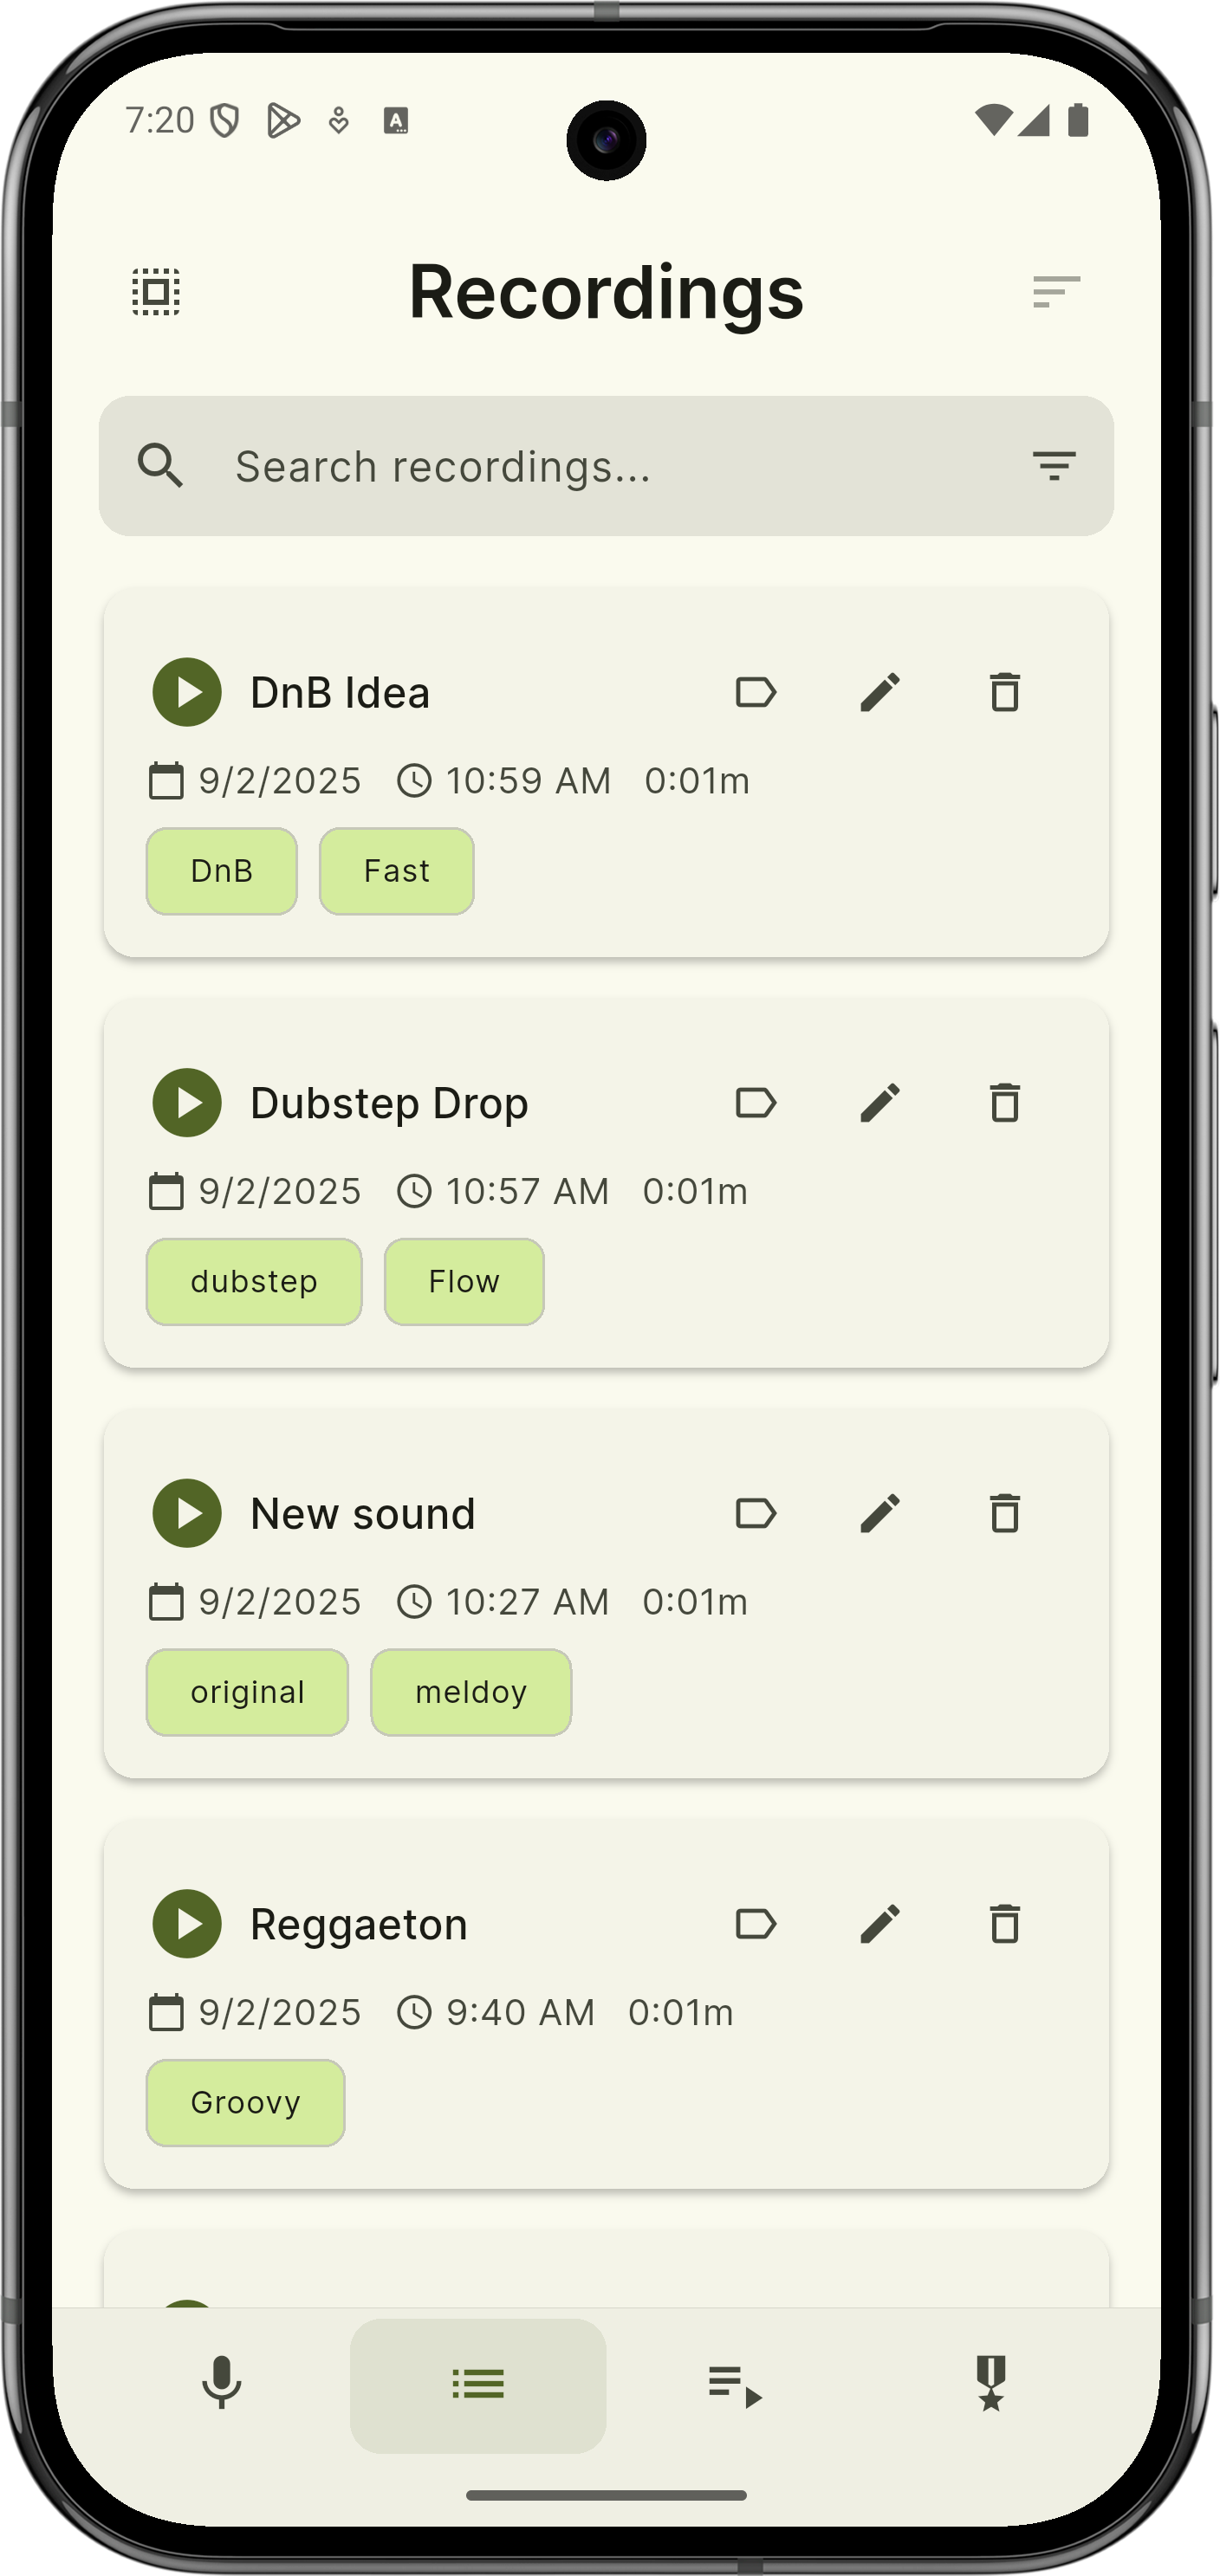 7:20
Recordings
Search recordings...
DnB Idea
9/2/2025 10:59 AM 0:01m
DnB Fast
Dubstep Drop
9/2/2025 10:57 AM 0:01m
dubstep Flow
New sound
9/2/2025 10:27 AM 0:01m
original meldoy
Reggaeton
9/2/2025 9:40 AM 0:01m
Groovy